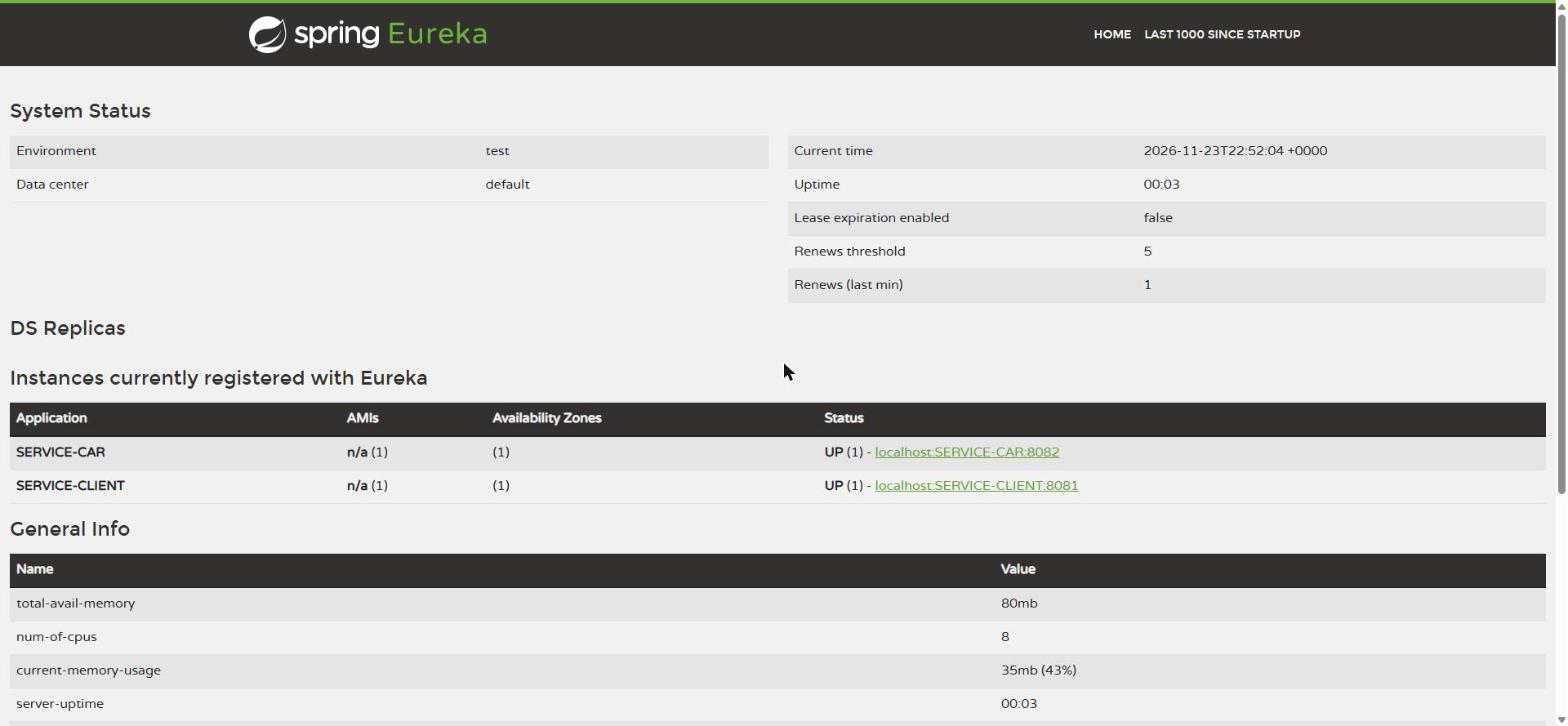 spring Eureka
HOME LAST 1000 SINCE STARTUP
System Status
Environment test
Data center default
Current time 2026-11-23T22:52:04 +0000
Uptime 00:03
Lease expiration enabled false
Renews threshold 5
Renews (last min) 1
DS Replicas
Instances currently registered with Eureka
Application AMIs Availability Zones Status
SERVICE-CAR n/a (1) (1) UP (1) - localhost:SERVICE-CAR:8082
SERVICE-CLIENT n/a (1) (1) UP (1) - localhost:SERVICE-CLIENT:8081
General Info
Name Value
total-avail-memory 80mb
num-of-cpus 8
current-memory-usage 35mb (43%)
server-uptime 00:03